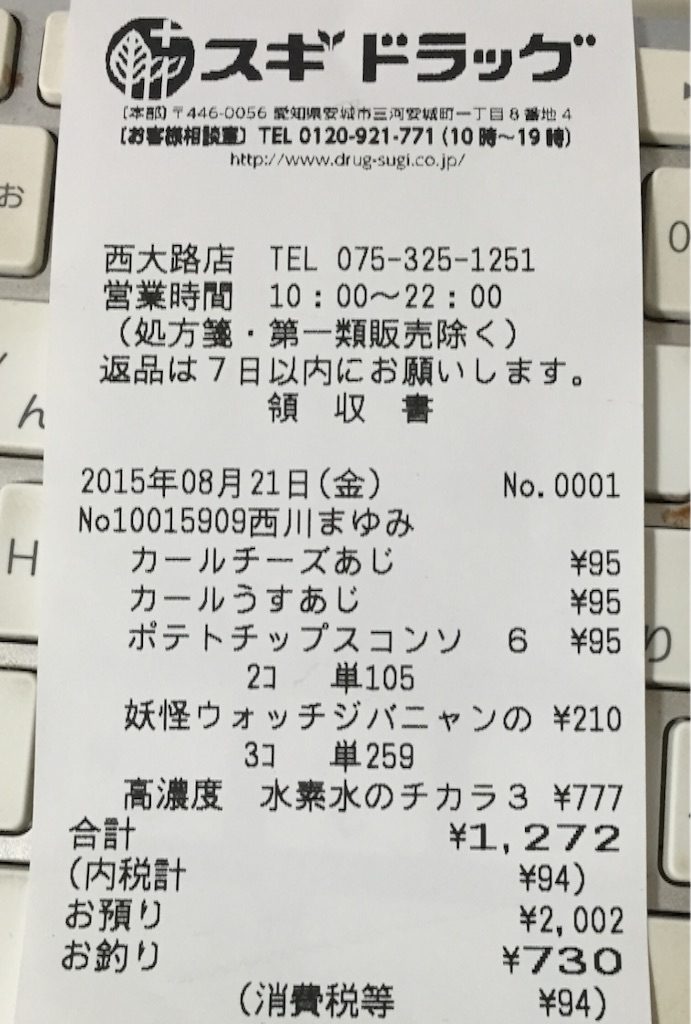 スギドラッグ
〔本部〕〒446-0056 愛知県安城市三河安城町一丁目8番地4
〔お客様相談室〕TEL 0120-921-771（10時～19時）
http://www.drug-sugi.co.jp/
西大路店 TEL 075-325-1251
営業時間 10：00～22：00
（処方箋・第一類販売除く）
返品は7日以内にお願いします。
領 収 書
2015年08月21日(金) No.0001
No10015909西川まゆみ
カールチーズあじ ¥95
カールうすあじ ¥95
ポテトチップスコンソ 6 ¥95
2コ 単105
妖怪ウォッチジバニャンの ¥210
3コ 単259
高濃度 水素水のチカラ3 ¥777
合計 ¥1,272
(内税計 ¥94)
お預り ¥2,002
お釣り ¥730
(消費税等 ¥94)
お
ん
H
0
り